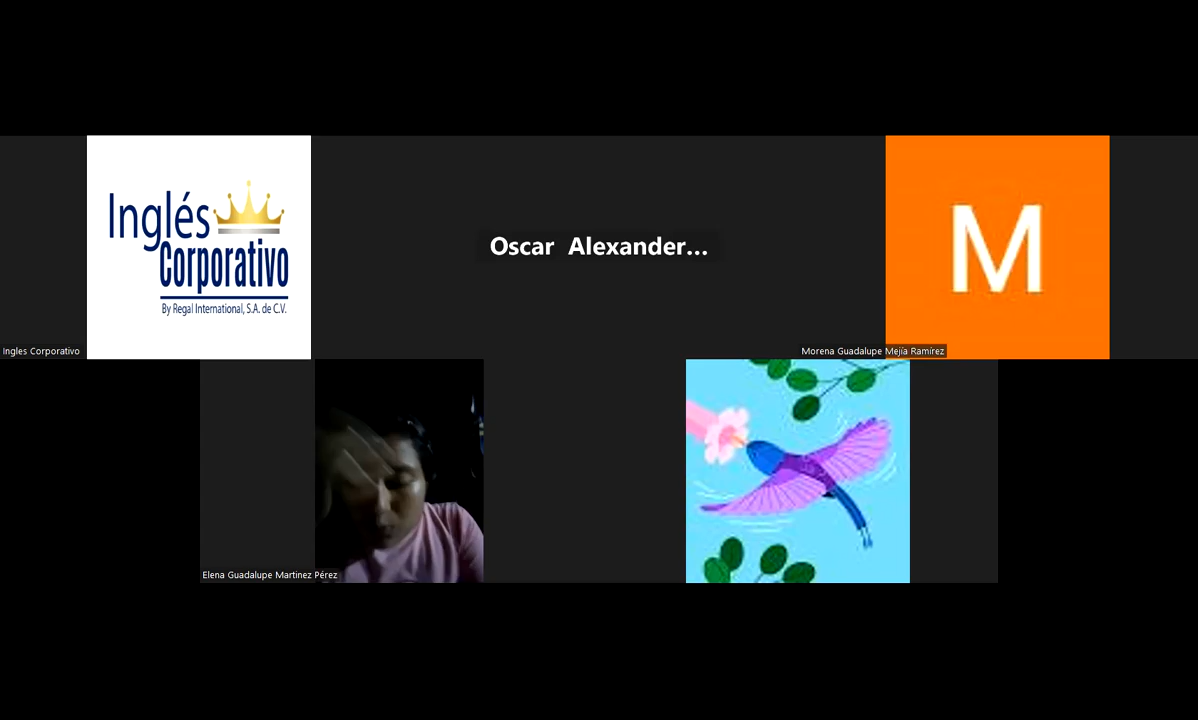 Inglés
Corporativo
By Regal International, S.A. de C.V.
Oscar Alexander...
M
Ingles Corporativo
Morena Guadalupe Mejía Ramírez
Elena Guadalupe Martinez Pérez